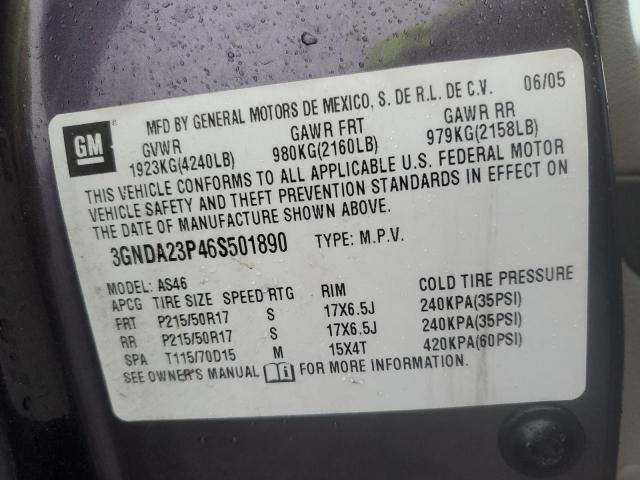 GM
MFD BY GENERAL MOTORS DE MEXICO, S. DE R.L. DE C.V. 06/05
GVWR GAWR FRT GAWR RR
1923KG(4240LB) 980KG(2160LB) 979KG(2158LB)
THIS VEHICLE CONFORMS TO ALL APPLICABLE U.S. FEDERAL MOTOR
VEHICLE SAFETY AND THEFT PREVENTION STANDARDS IN EFFECT ON
THE DATE OF MANUFACTURE SHOWN ABOVE.
3GNDA23P46S501890 TYPE: M.P.V.
MODEL: AS46
APCG TIRE SIZE SPEED RTG RIM COLD TIRE PRESSURE
FRT P215/50R17 S 17X6.5J 240KPA(35PSI)
RR P215/50R17 S 17X6.5J 240KPA(35PSI)
SPA T115/70D15 M 15X4T 420KPA(60PSI)
SEE OWNER'S MANUAL FOR MORE INFORMATION.